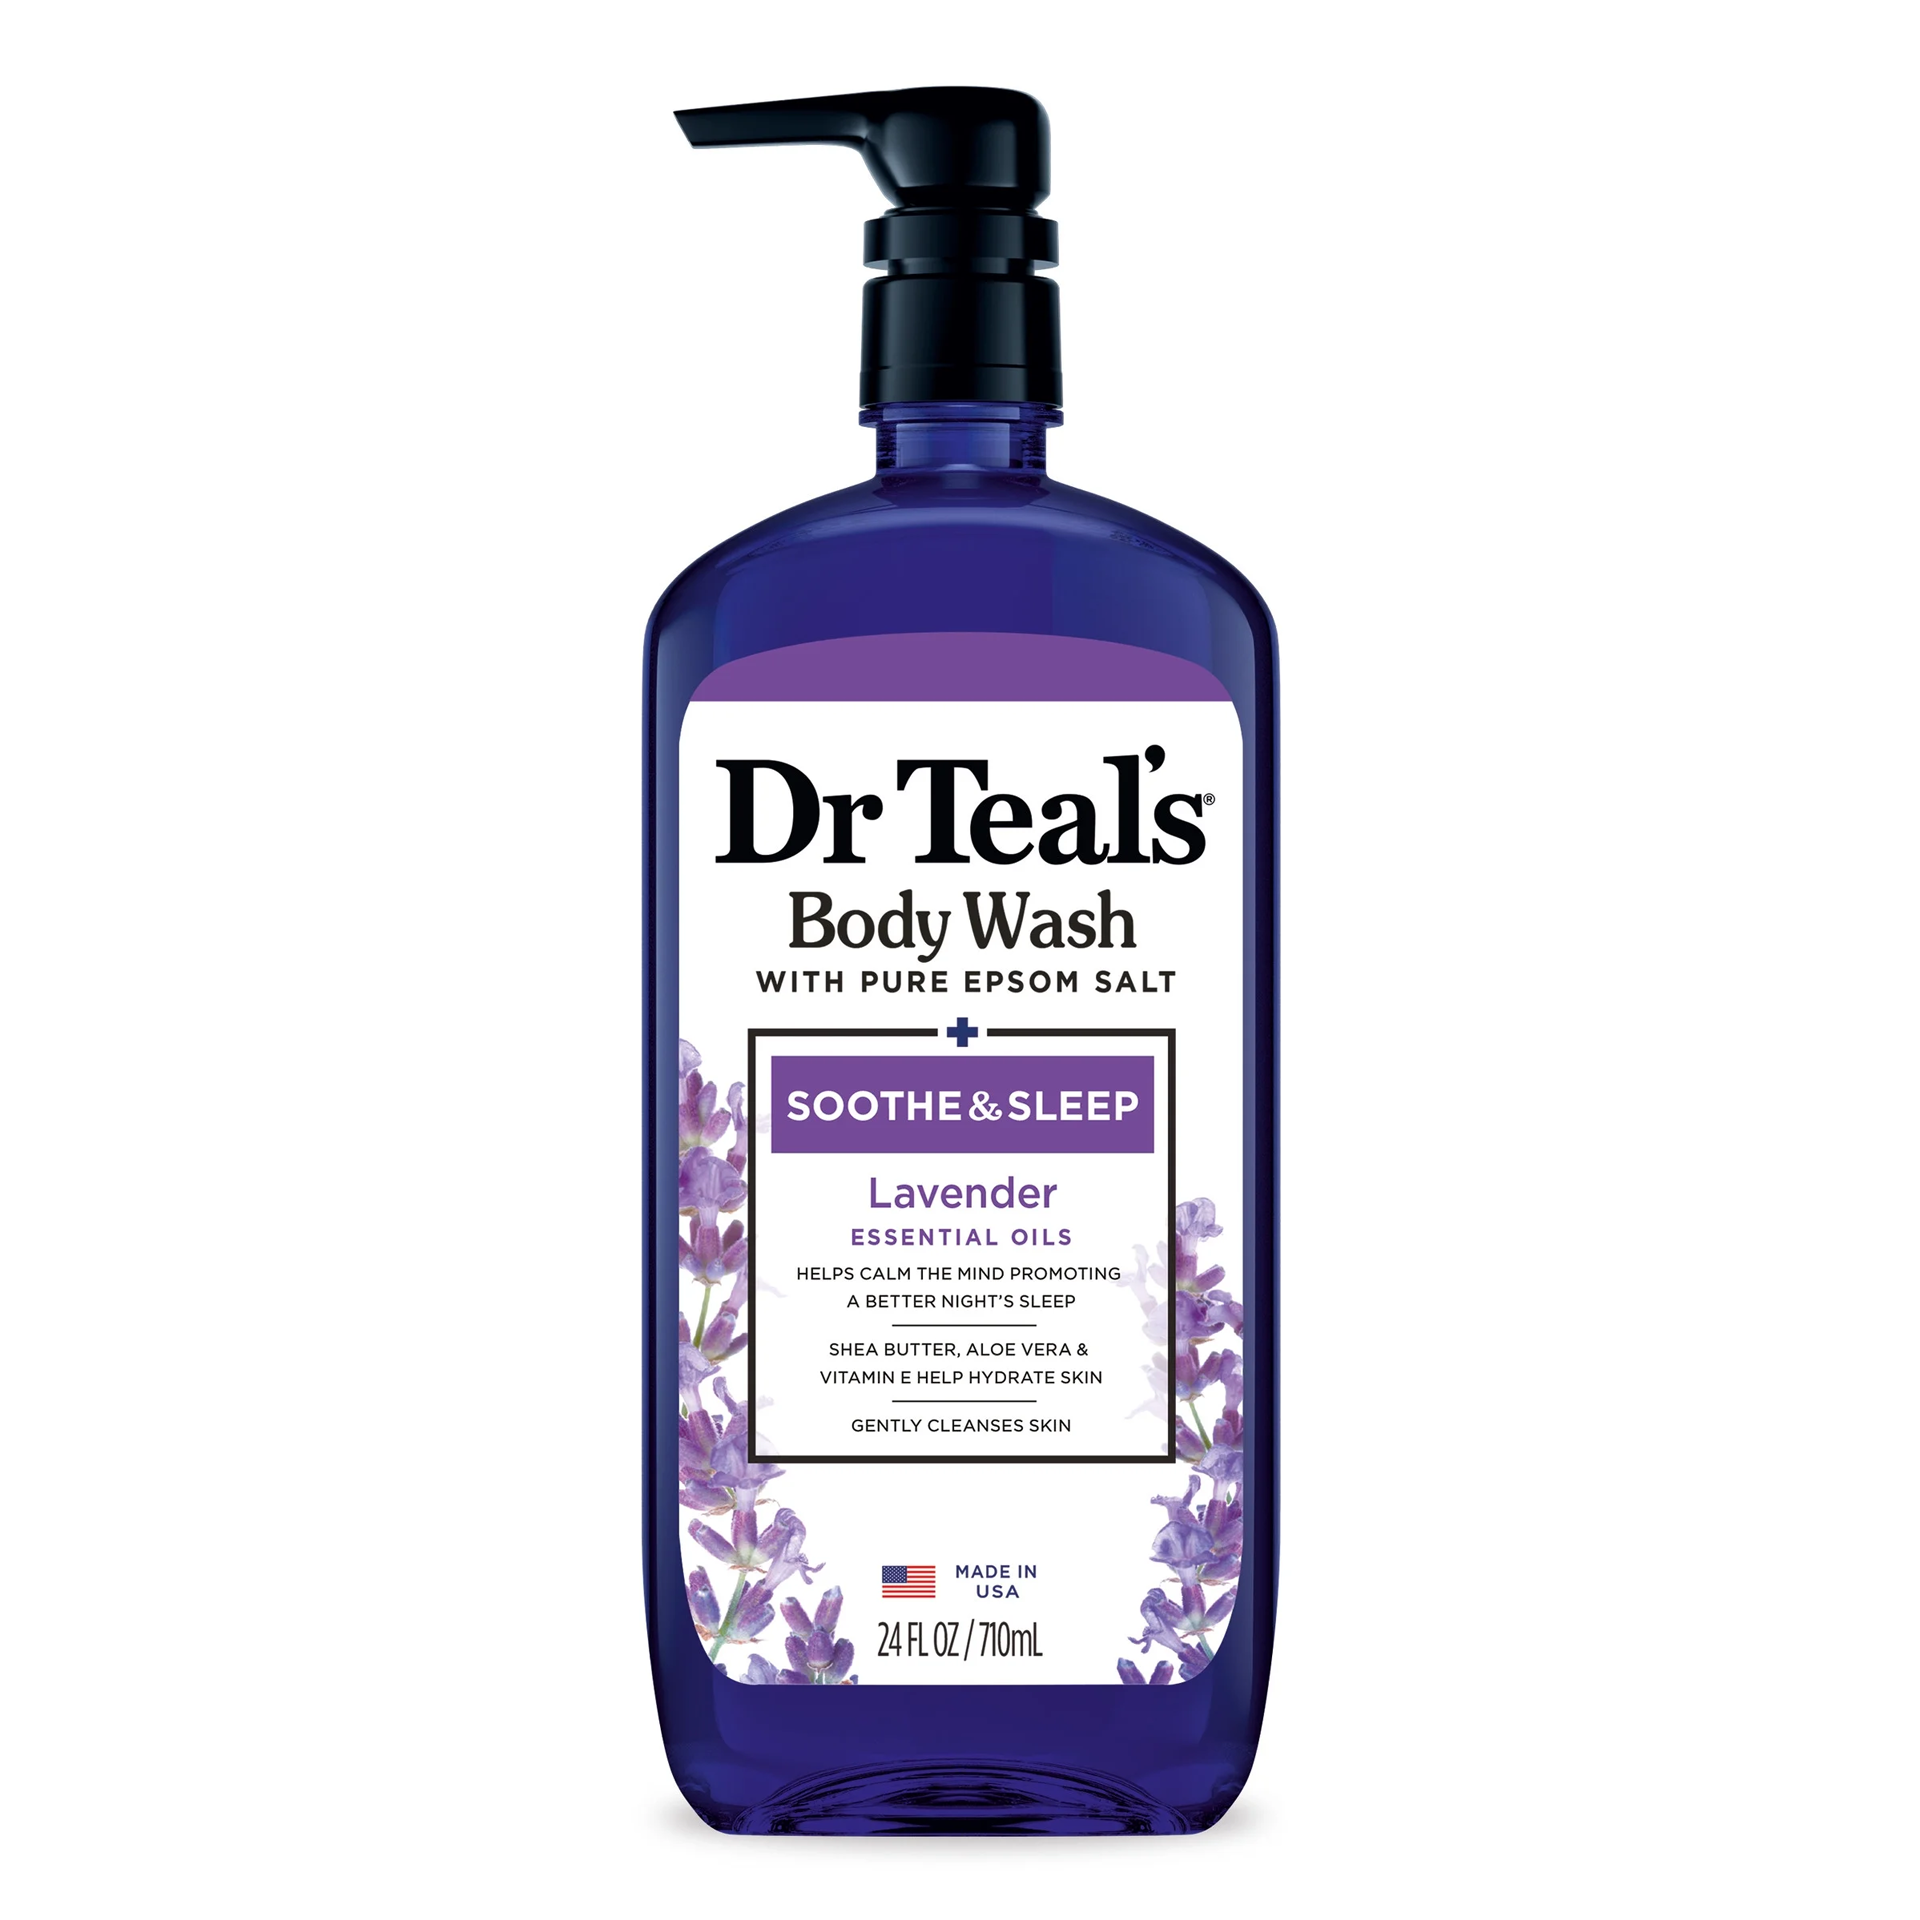 Dr Teal's®
Body Wash
WITH PURE EPSOM SALT
SOOTHE & SLEEP
Lavender
ESSENTIAL OILS
HELPS CALM THE MIND PROMOTING
A BETTER NIGHT'S SLEEP
SHEA BUTTER, ALOE VERA &
VITAMIN E HELP HYDRATE SKIN
GENTLY CLEANSES SKIN
MADE IN
USA
24 FL OZ / 710mL